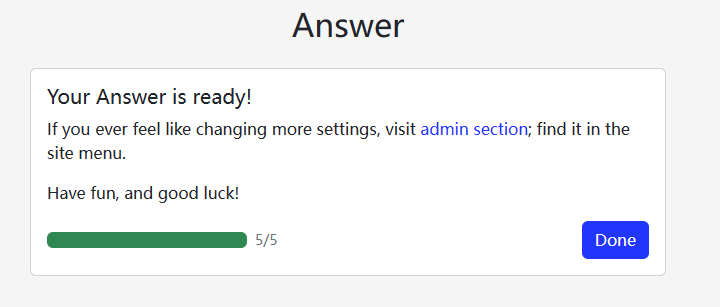 Answer
Your Answer is ready!
If you ever feel like changing more settings, visit admin section; find it in the
site menu.
Have fun, and good luck!
5/5
Done